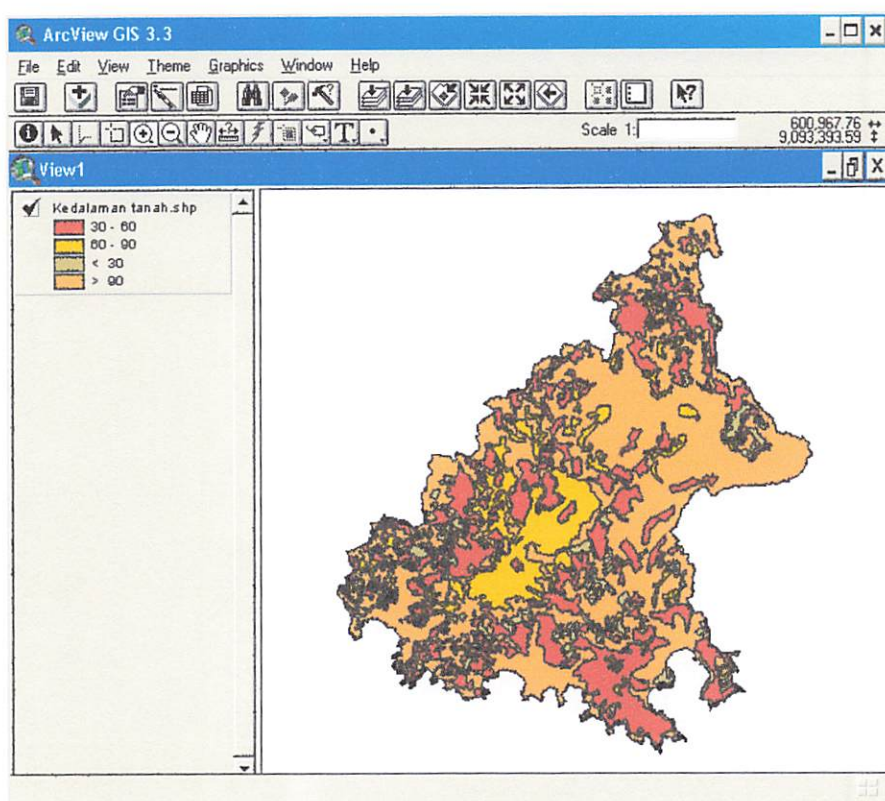 ArcView GIS 3.3
File Edit View Theme Graphics Window Help
Scale 1:
600,967.76
9,093,393.59
View1
Kedalaman tanah.shp
30 - 60
60 - 90
< 30
> 90